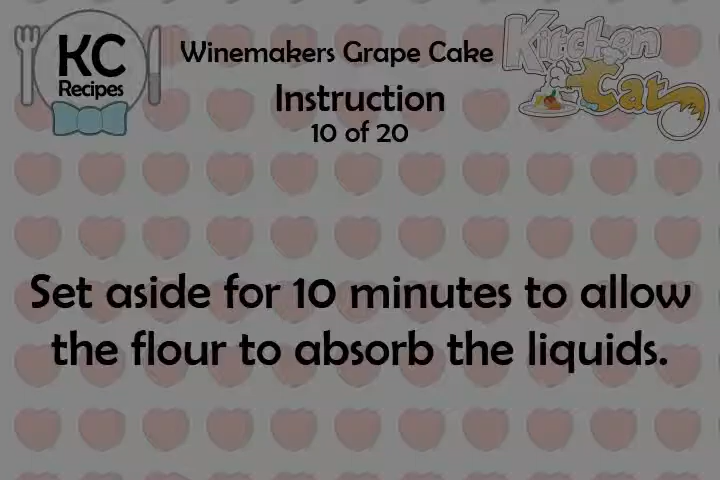 KC
Recipes
Winemakers Grape Cake
Kitchen
Cat
Instruction
10 of 20
Set aside for 10 minutes to allow
the flour to absorb the liquids.